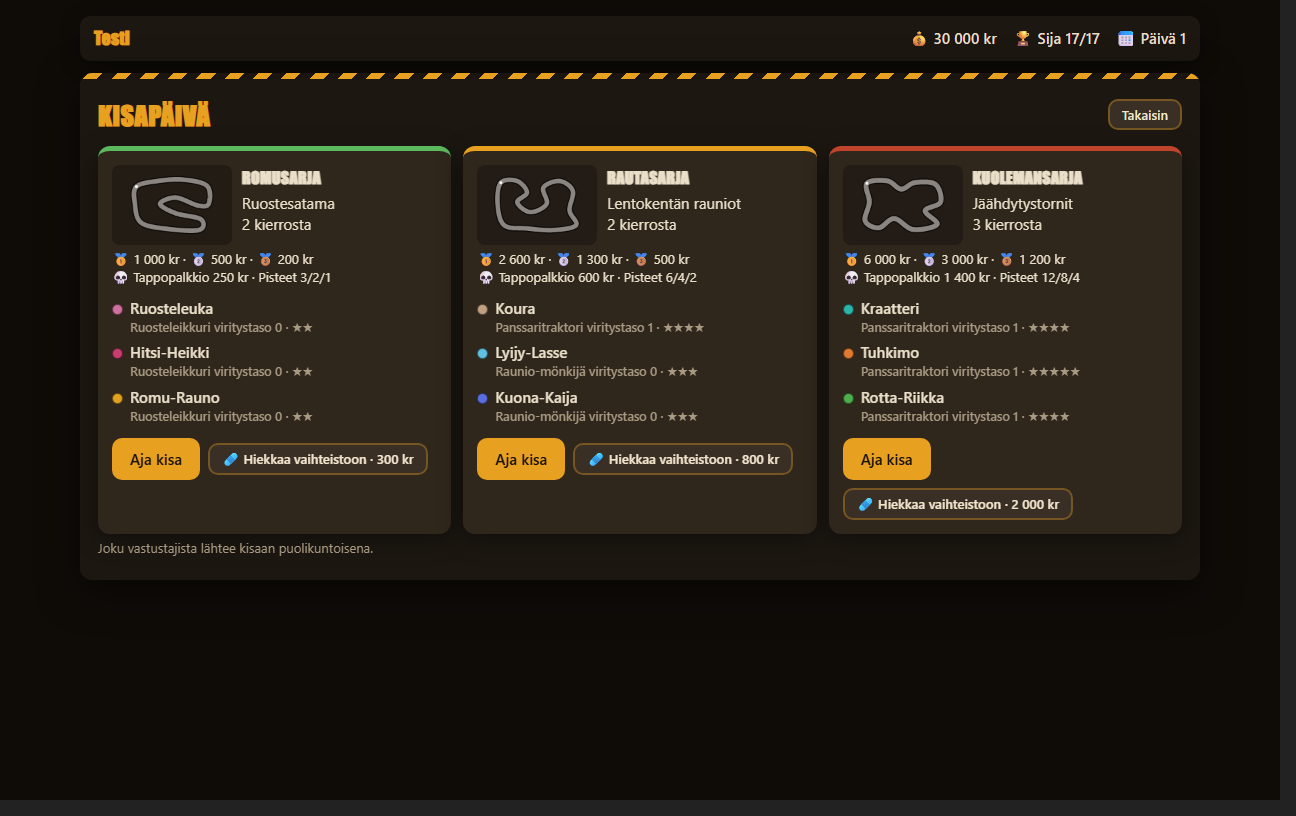 Testi
30 000 kr
Sija 17/17
Päivä 1
KISAPÄIVÄ
Takaisin
ROMUSARJA
Ruostesatama
2 kierrosta
1 000 kr · 500 kr · 200 kr
Tappopalkkio 250 kr · Pisteet 3/2/1
Ruosteleuka
Ruosteleikkuri viritystaso 0 · ★★
Hitsi-Heikki
Ruosteleikkuri viritystaso 0 · ★★
Romu-Rauno
Ruosteleikkuri viritystaso 0 · ★★
Aja kisa
Hiekkaa vaihteistoon · 300 kr
RAUTASARJA
Lentokentän rauniot
2 kierrosta
2 600 kr · 1 300 kr · 500 kr
Tappopalkkio 600 kr · Pisteet 6/4/2
Koura
Panssaritraktori viritystaso 1 · ★★★★
Lyijy-Lasse
Raunio-mönkijä viritystaso 0 · ★★★
Kuona-Kaija
Raunio-mönkijä viritystaso 0 · ★★★
Aja kisa
Hiekkaa vaihteistoon · 800 kr
KUOLEMANSARJA
Jäähdytystornit
3 kierrosta
6 000 kr · 3 000 kr · 1 200 kr
Tappopalkkio 1 400 kr · Pisteet 12/8/4
Kraatteri
Panssaritraktori viritystaso 1 · ★★★★
Tuhkimo
Panssaritraktori viritystaso 1 · ★★★★★
Rotta-Riikka
Panssaritraktori viritystaso 1 · ★★★★
Aja kisa
Hiekkaa vaihteistoon · 2 000 kr
Joku vastustajista lähtee kisaan puolikuntoisena.